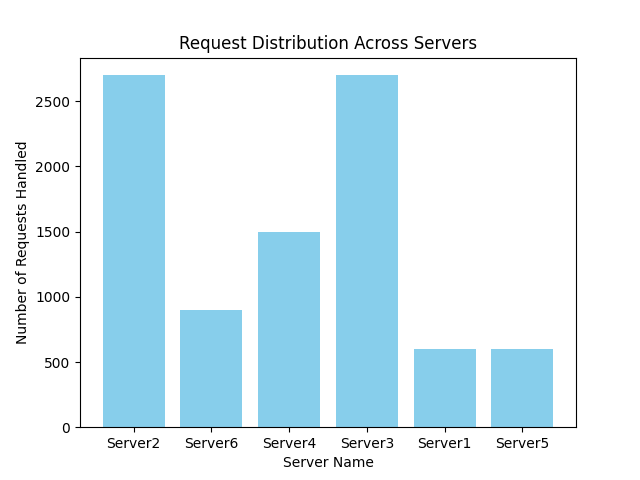 Request Distribution Across Servers
Number of Requests Handled
2500
2000
1500
1000
500
0
Server2 Server6 Server4 Server3 Server1 Server5
Server Name